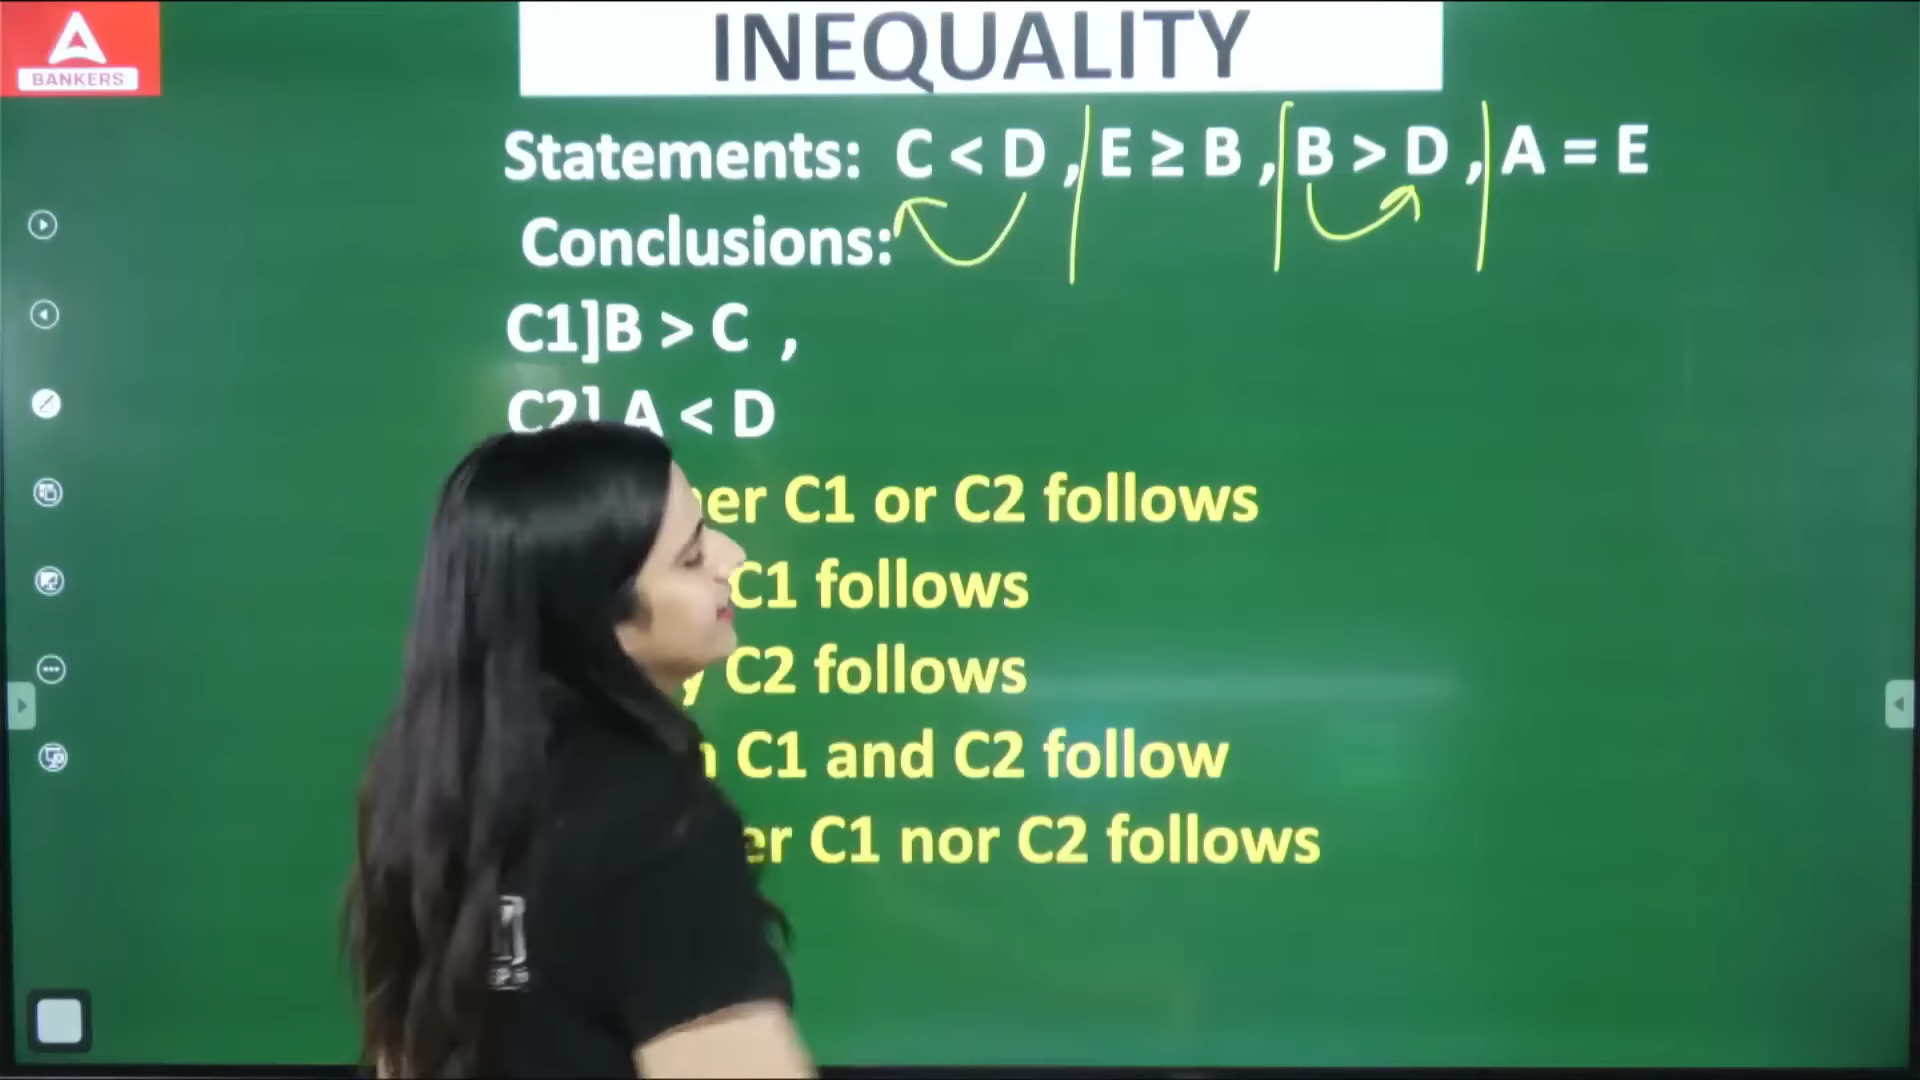 BANKERS
INEQUALITY
Statements: C < D , E ≥ B , B > D , A = E
Conclusions:
C1]B > C ,
C2] A < D
C1 or C2 follows
C1 follows
C2 follows
C1 and C2 follow
C1 nor C2 follows